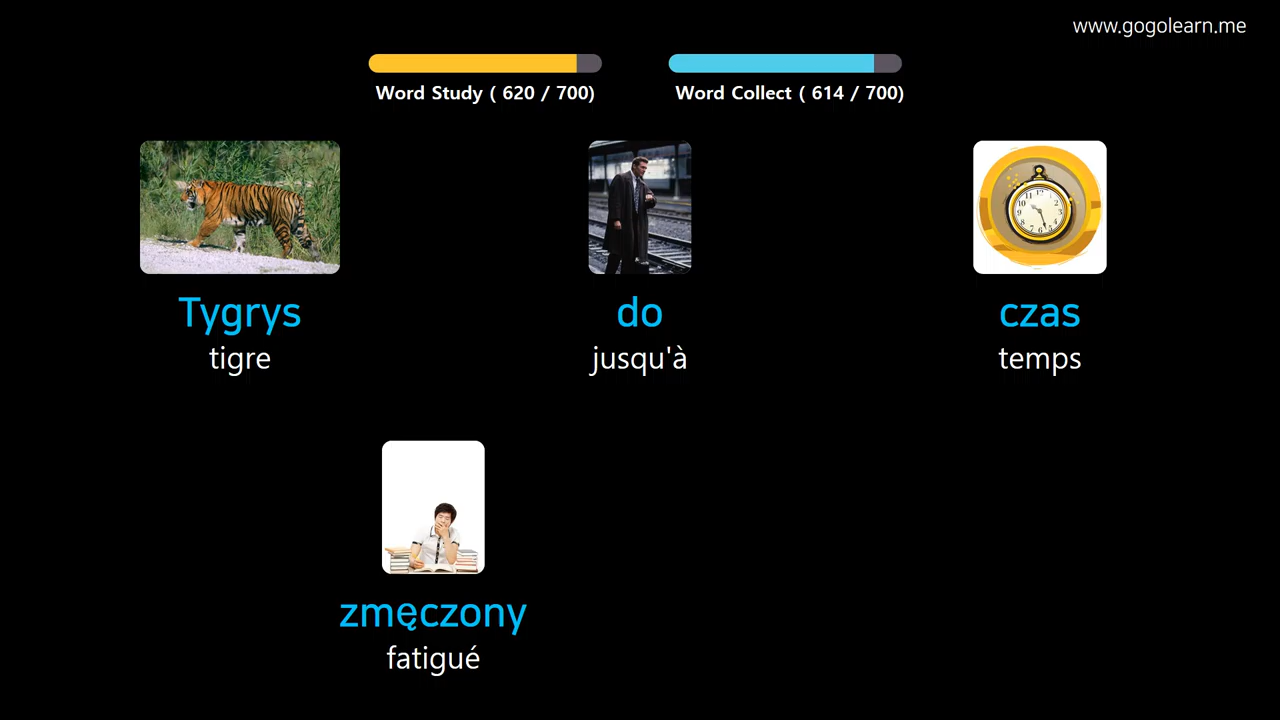 www.gogolearn.me
Word Study ( 620 / 700)
Word Collect ( 614 / 700)
Tygrys
tigre
do
jusqu'à
czas
temps
zmęczony
fatigué